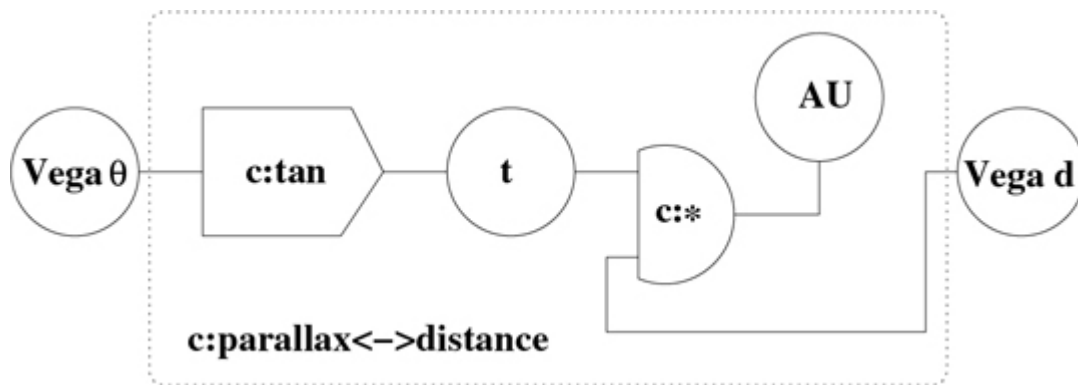 Vega θ
c:tan
t
c:*
AU
Vega d
c:parallax<->distance